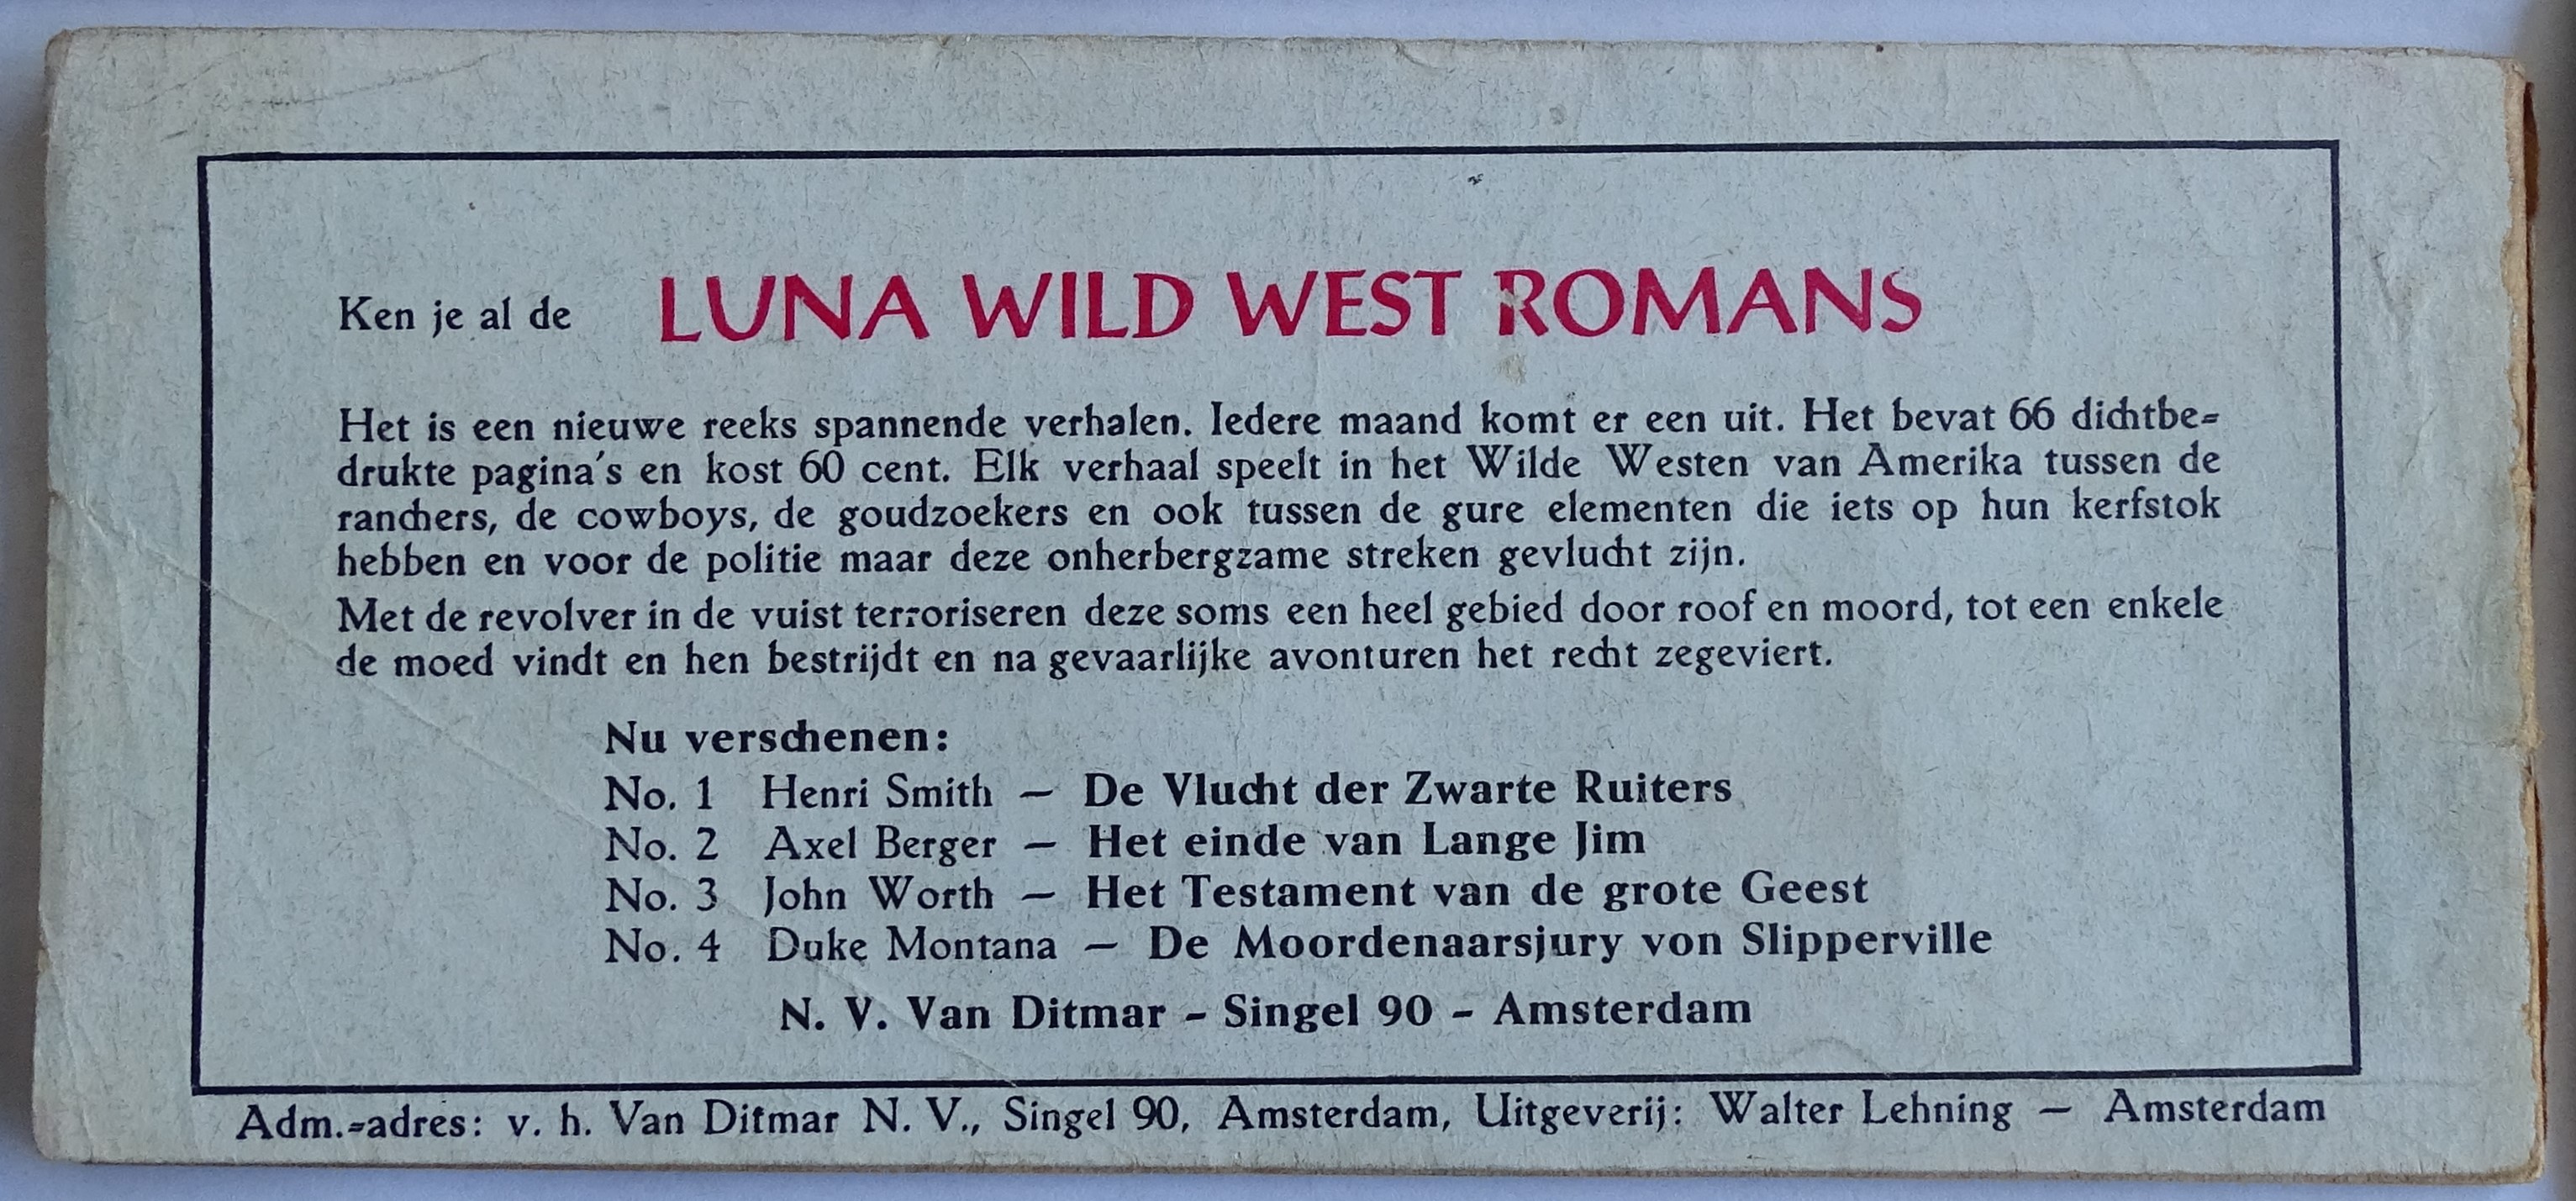 Ken je al de LUNA WILD WEST ROMANS
Het is een nieuwe reeks spannende verhalen. Iedere maand komt er een uit. Het bevat 66 dichtbe=
drukte pagina's en kost 60 cent. Elk verhaal speelt in het Wilde Westen van Amerika tussen de
ranchers, de cowboys, de goudzoekers en ook tussen de gure elementen die iets op hun kerfstok
hebben en voor de politie maar deze onherbergzame streken gevlucht zijn.
Met de revolver in de vuist terroriseren deze soms een heel gebied door roof en moord, tot een enkele
de moed vindt en hen bestrijdt en na gevaarlijke avonturen het recht zegeviert.
Nu verschenen:
No. 1 Henri Smith — De Vlucht der Zwarte Ruiters
No. 2 Axel Berger — Het einde van Lange Jim
No. 3 John Worth — Het Testament van de grote Geest
No. 4 Duke Montana — De Moordenaarsjury von Slipperville
N. V. Van Ditmar - Singel 90 - Amsterdam
Adm.=adres: v. h. Van Ditmar N. V., Singel 90, Amsterdam, Uitgeverij: Walter Lehning — Amsterdam